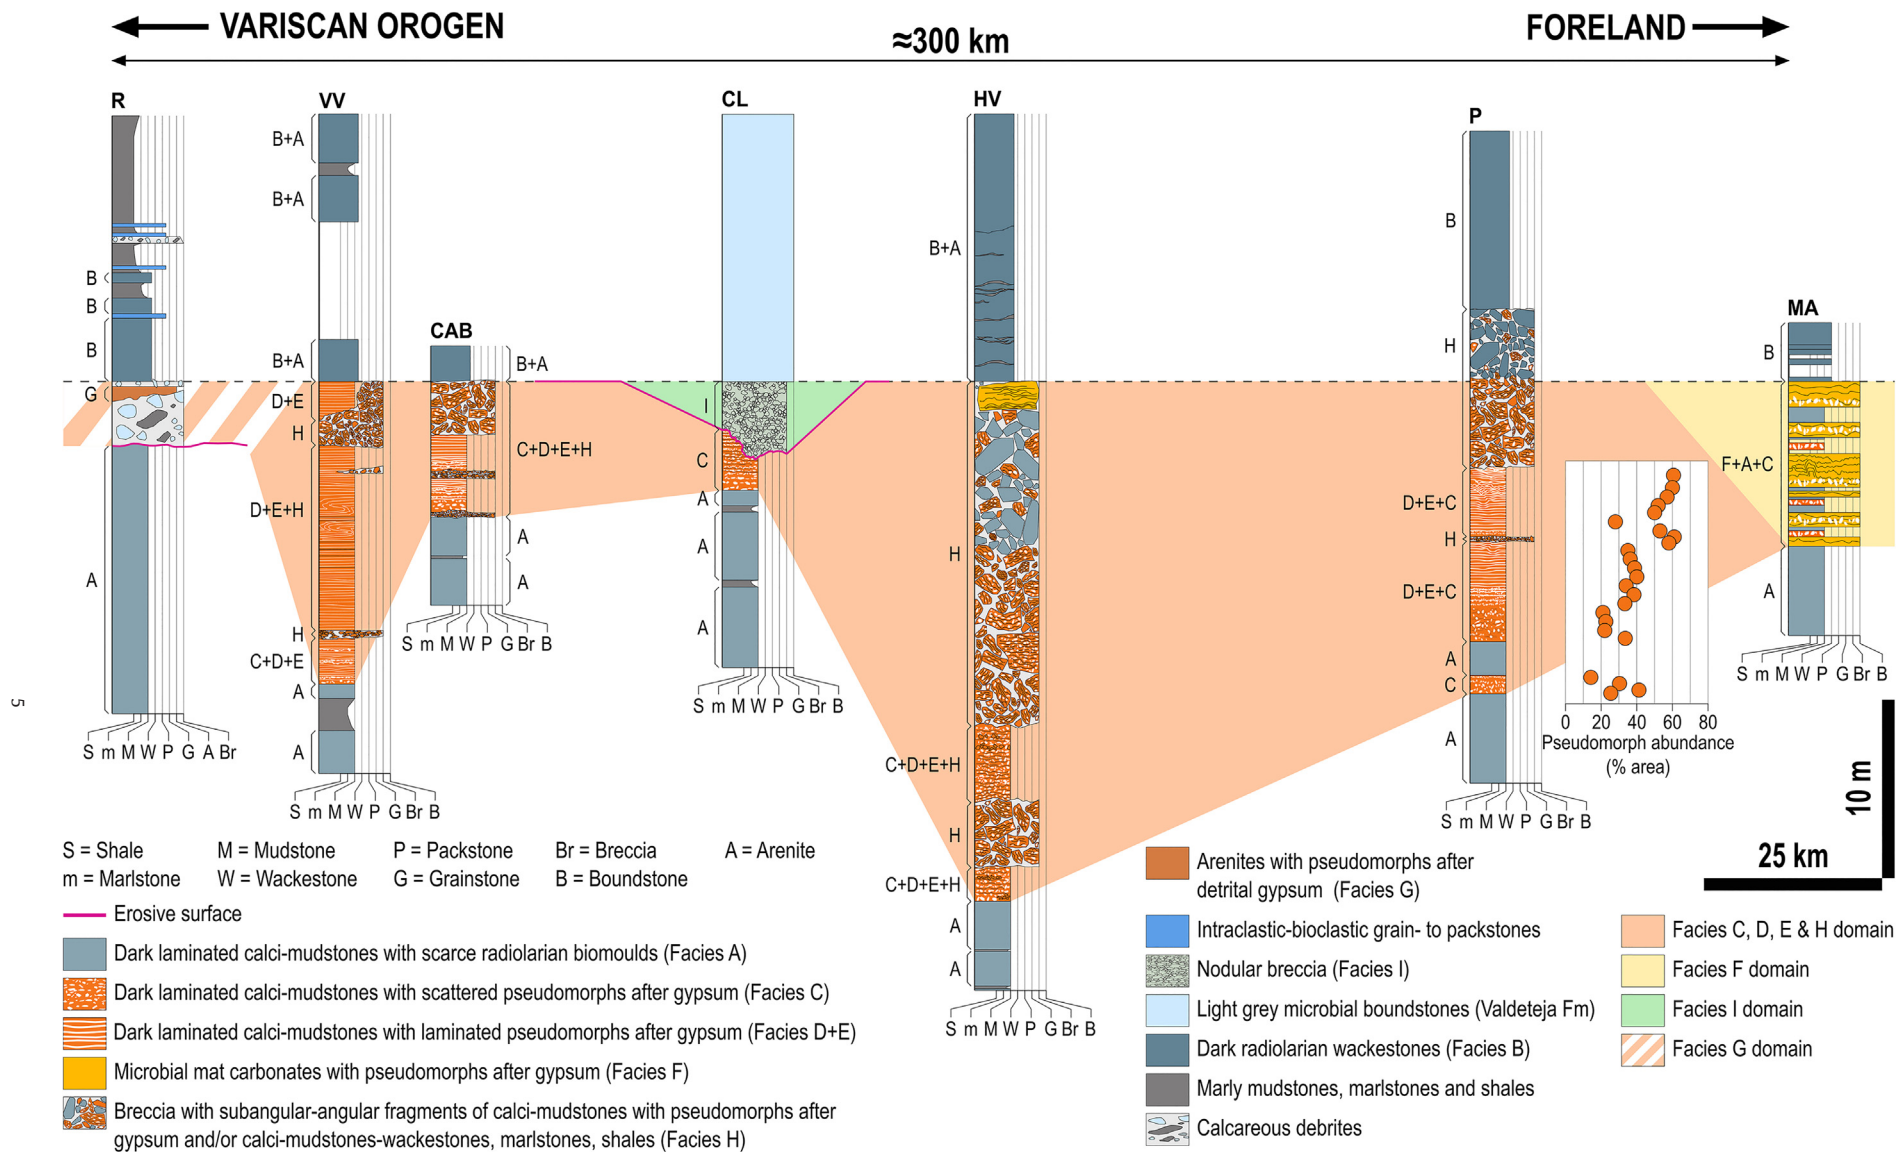 VARISCAN OROGEN
FORELAND
≈300 km
R
VV
CAB
CL
HV
P
MA
B
B
B
G
A
S m M W P G A Br
B+A
B+A
B+A
D+E
H
D+E+H
H
C+D+E
A
A
S m M W P G Br B
B+A
C+D+E+H
A
A
S m M W P G Br B
I
C
A
A
A
S m M W P G Br B
B+A
H
C+D+E+H
H
C+D+E+H
A
A
S m M W P G Br B
B
H
D+E+C
H
D+E+C
A
C
A
S m M W P G Br B
0 20 40 60 80
Pseudomorph abundance
(% area)
B
F+A+C
A
S m M W P G Br B
10 m
25 km
5
S = Shale
M = Mudstone
P = Packstone
Br = Breccia
A = Arenite
m = Marlstone
W = Wackestone
G = Grainstone
B = Boundstone
Erosive surface
Dark laminated calci-mudstones with scarce radiolarian biomoulds (Facies A)
Dark laminated calci-mudstones with scattered pseudomorphs after gypsum (Facies C)
Dark laminated calci-mudstones with laminated pseudomorphs after gypsum (Facies D+E)
Microbial mat carbonates with pseudomorphs after gypsum (Facies F)
Breccia with subangular-angular fragments of calci-mudstones with pseudomorphs after
gypsum and/or calci-mudstones-wackestones, marlstones, shales (Facies H)
Arenites with pseudomorphs after
detrital gypsum (Facies G)
Intraclastic-bioclastic grain- to packstones
Nodular breccia (Facies I)
Light grey microbial boundstones (Valdeteja Fm)
Dark radiolarian wackestones (Facies B)
Marly mudstones, marlstones and shales
Calcareous debrites
Facies C, D, E & H domain
Facies F domain
Facies I domain
Facies G domain